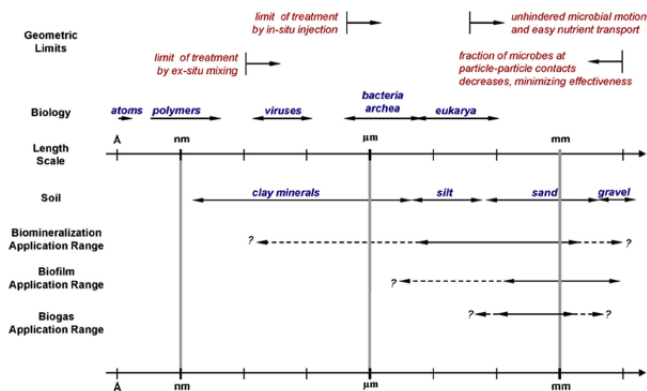 Geometric
Limits
limit of treatment
by in-situ injection
unhindered microbial motion
and easy nutrient transport
limit of treatment
by ex-situ mixing
fraction of microbes at
particle-particle contacts
decreases, minimizing effectiveness
Biology
atoms polymers viruses bacteria
archea eukarya
Å nm μm mm
Length
Scale
Soil clay minerals silt sand gravel
Biomineralization
Application Range
? ?
Biofilm
Application Range
?
Biogas
Application Range
? ?
Å nm μm mm